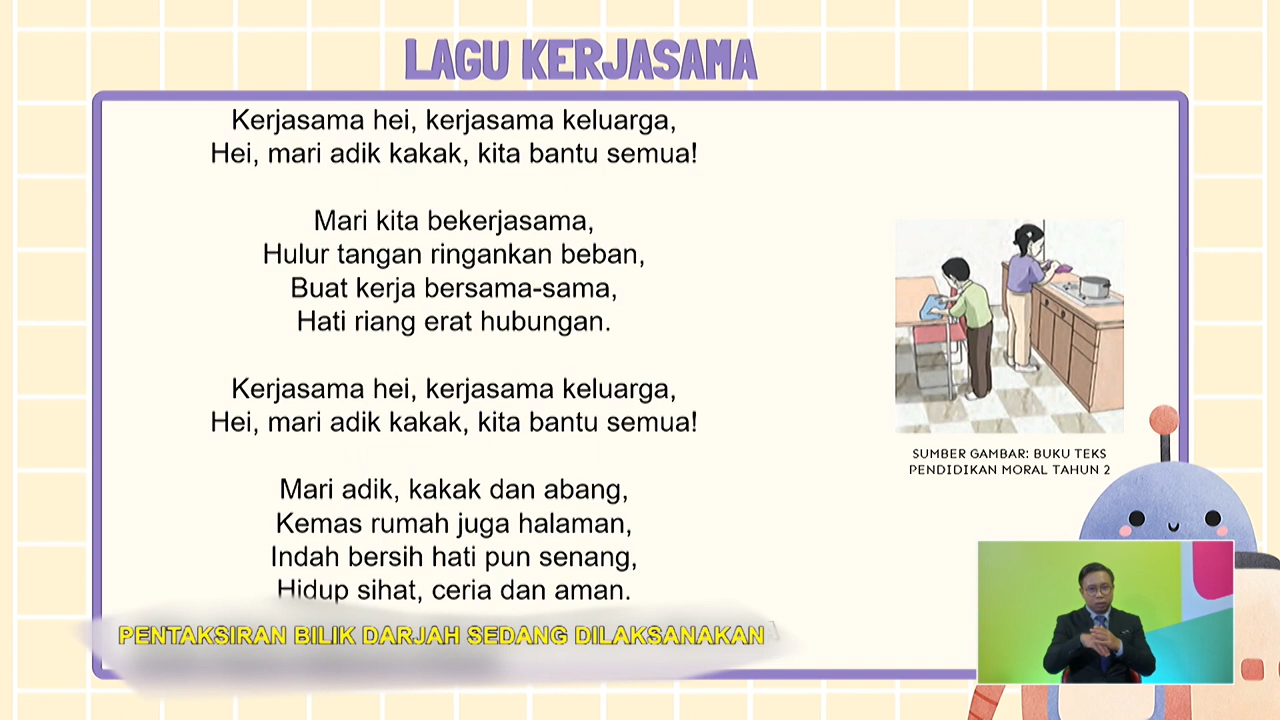 LAGU KERJASAMA
Kerjasama hei, kerjasama keluarga,
Hei, mari adik kakak, kita bantu semua!
Mari kita bekerjasama,
Hulur tangan ringankan beban,
Buat kerja bersama-sama,
Hati riang erat hubungan.
Kerjasama hei, kerjasama keluarga,
Hei, mari adik kakak, kita bantu semua!
Mari adik, kakak dan abang,
Kemas rumah juga halaman,
Indah bersih hati pun senang,
Hidup sihat, ceria dan aman.
SUMBER GAMBAR: BUKU TEKS
PENDIDIKAN MORAL TAHUN 2
PENTAKSIRAN BILIK DARJAH SEDANG DILAKSANAKAN